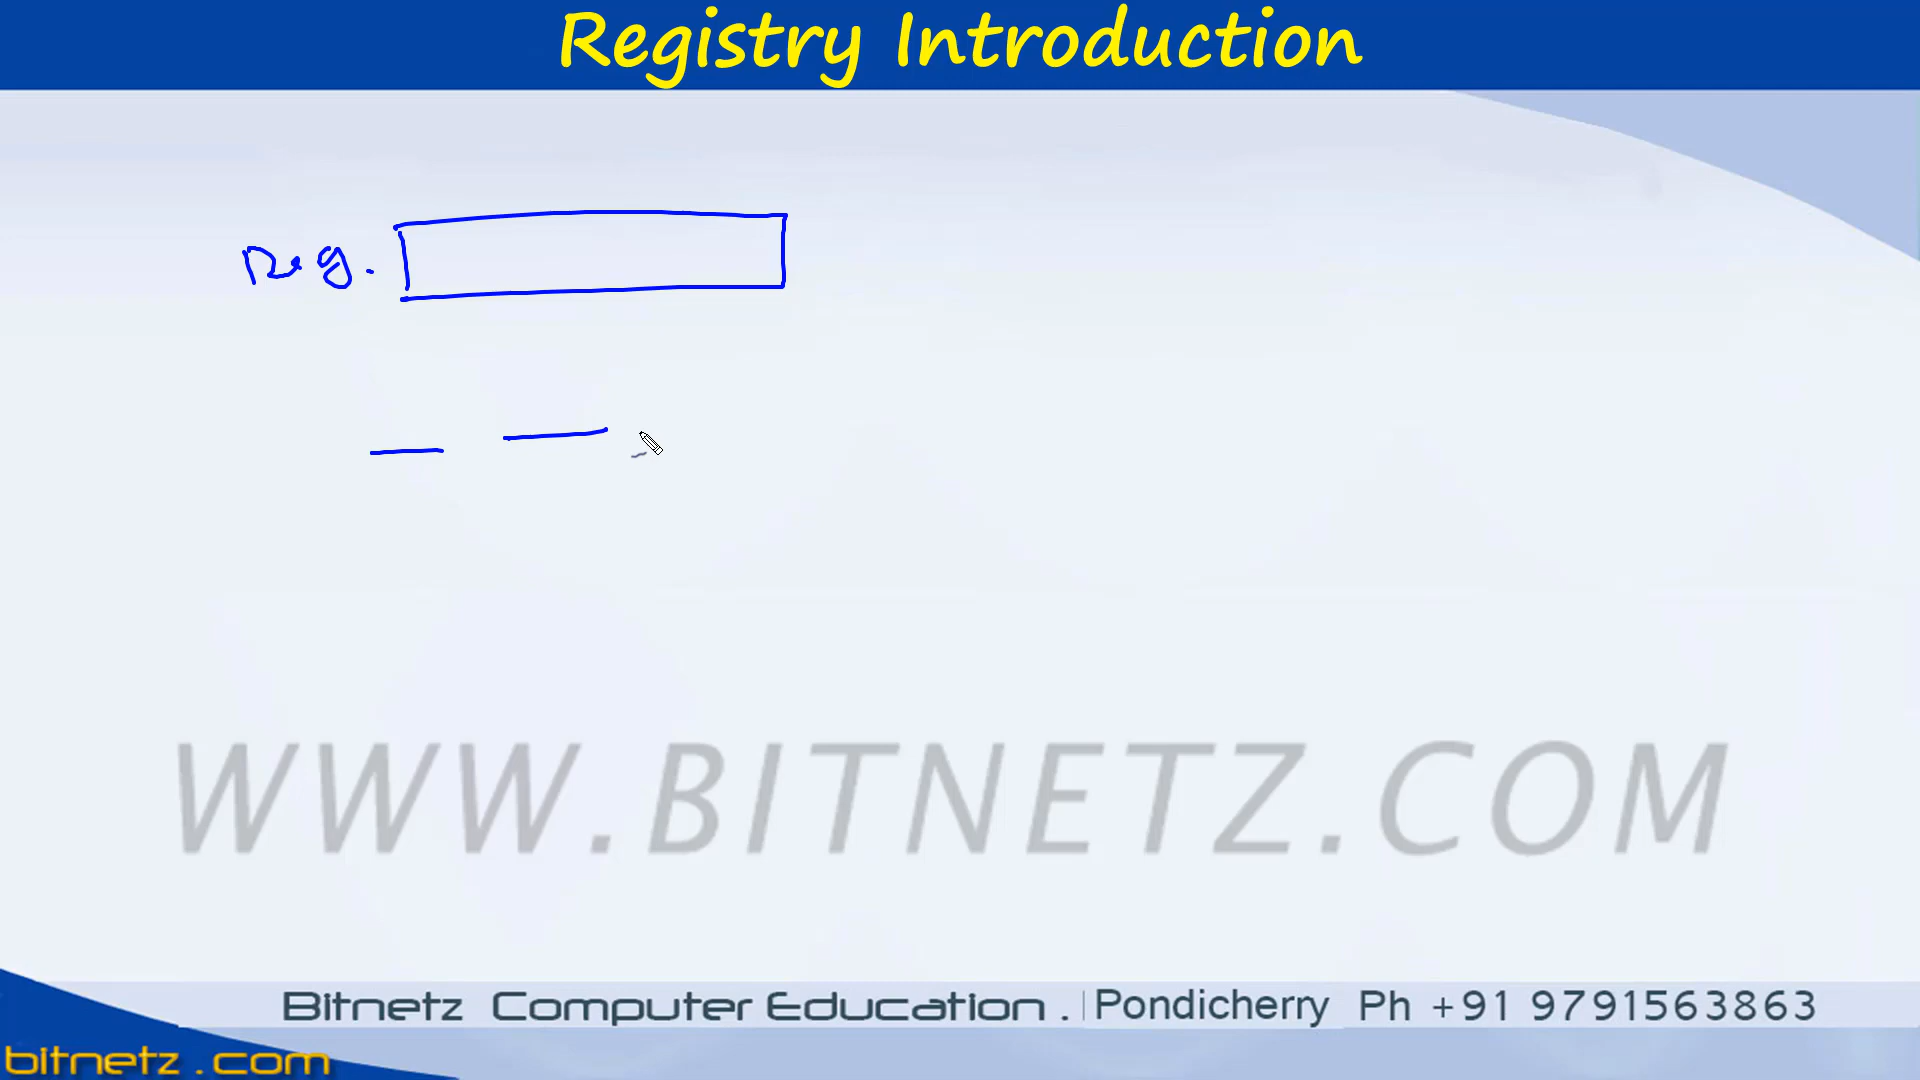 Registry Introduction
Reg.
WWW.BITNETZ.COM
Bitnetz Computer Education . Pondicherry Ph +91 9791563863
bitnetz .com